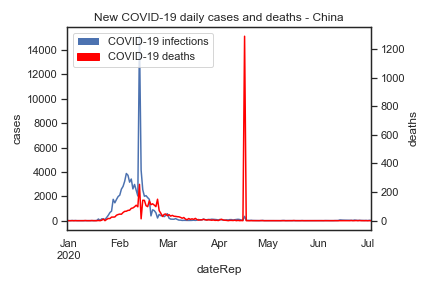 New COVID-19 daily cases and deaths - China
COVID-19 infections
COVID-19 deaths
14000
12000
10000
8000
6000
4000
2000
0
cases
1200
1000
800
600
400
200
0
deaths
Jan Feb Mar Apr May Jun Jul
2020
dateRep